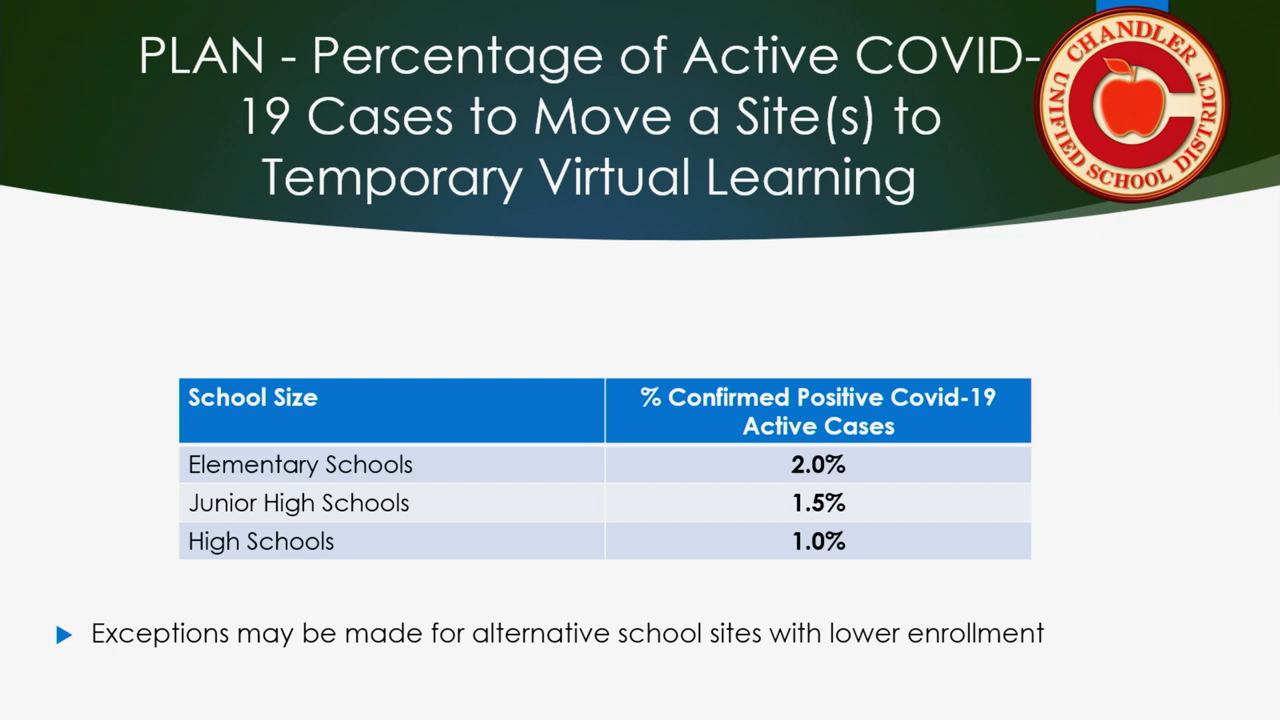 PLAN - Percentage of Active COVID-
19 Cases to Move a Site(s) to
Temporary Virtual Learning
CHANDLER
UNIFIED SCHOOL DISTRICT
School Size
% Confirmed Positive Covid-19
Active Cases
Elementary Schools
2.0%
Junior High Schools
1.5%
High Schools
1.0%
Exceptions may be made for alternative school sites with lower enrollment